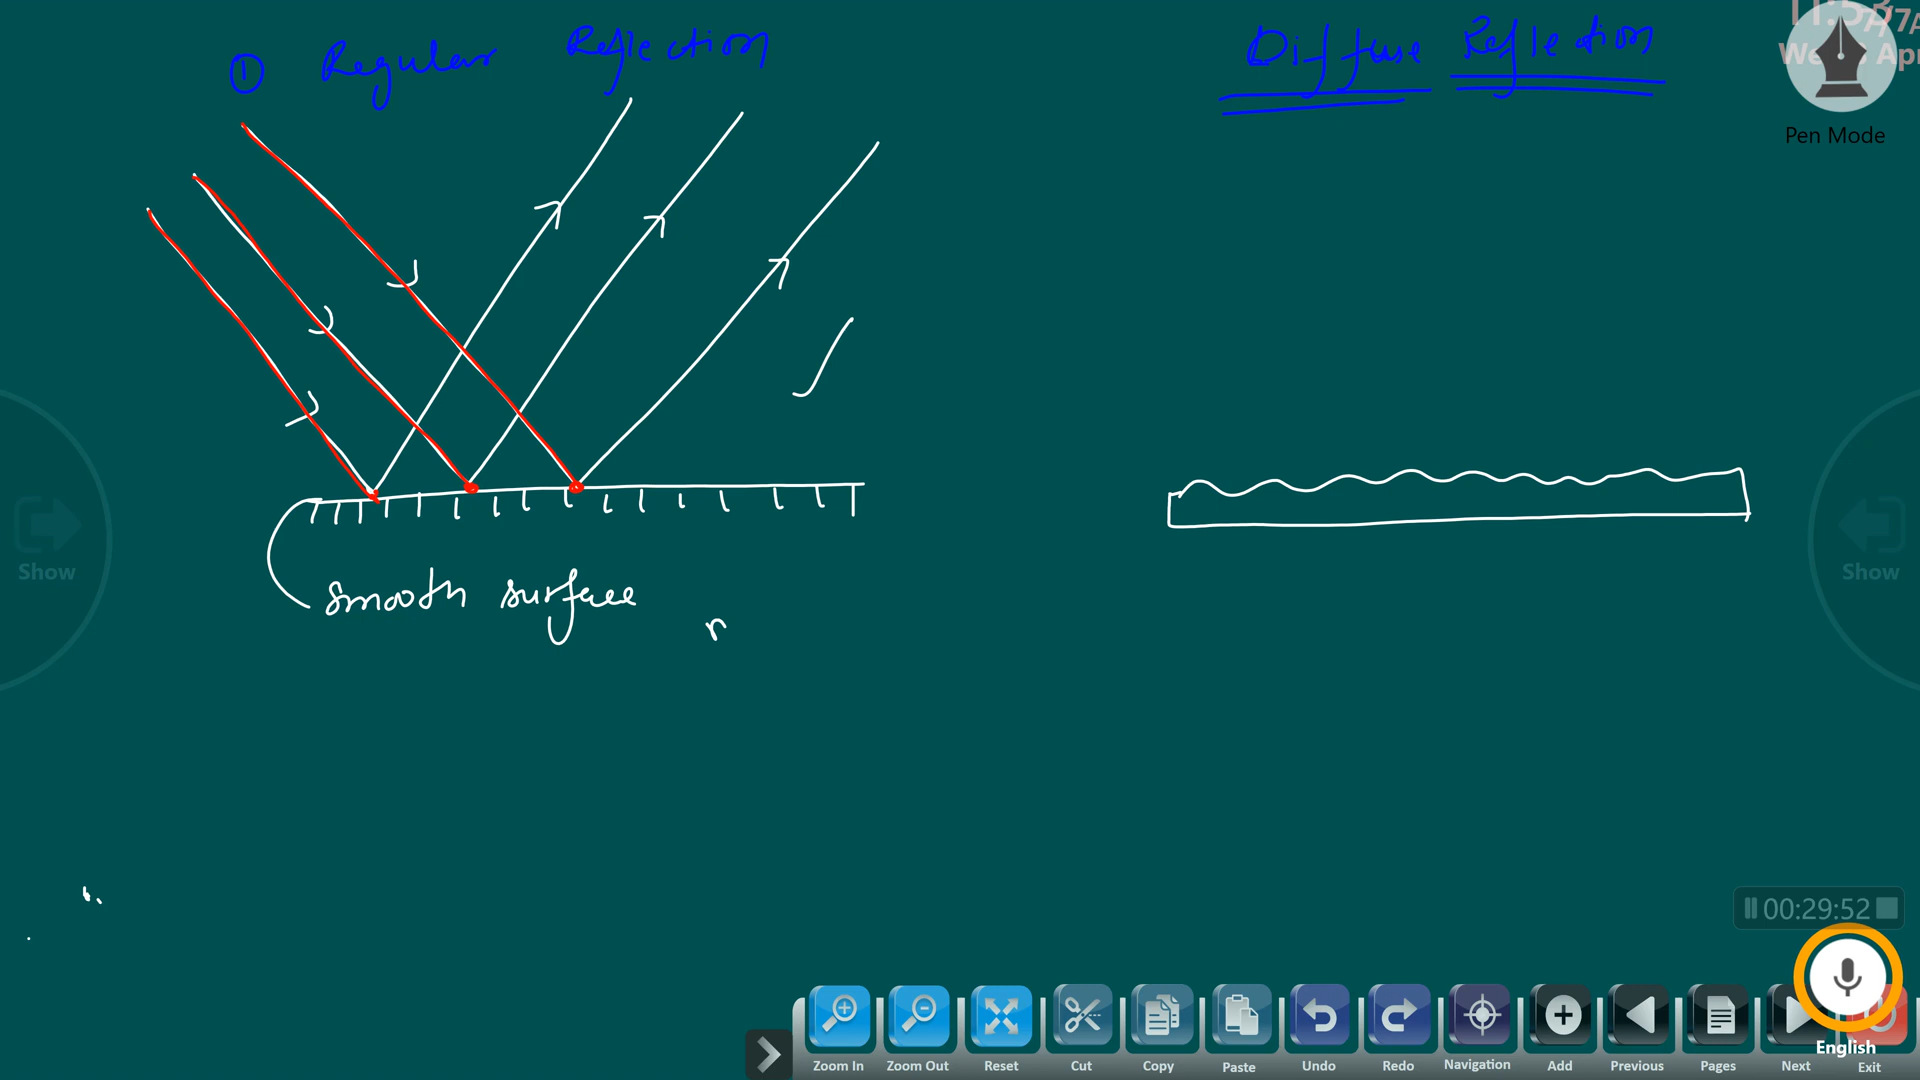 ① Regular Reflection
Diffuse Reflection
Pen Mode
Show
Show
smooth surface
r
00:29:52
Zoom In
Zoom Out
Reset
Cut
Copy
Paste
Undo
Redo
Navigation
Add
Previous
Pages
Next
Exit
English